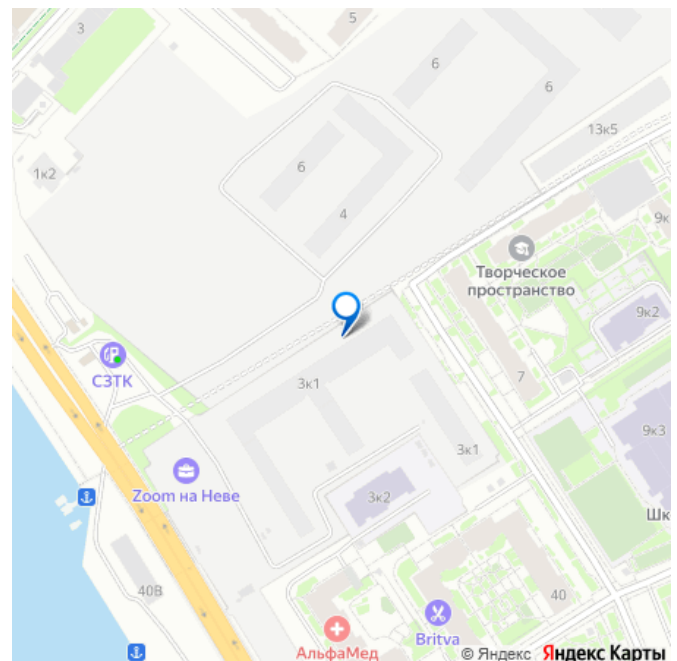 3
5
6
6
13к5
1к2
6
4
9к
Творческое
пространство
9к2
7
СЗТК
3к1
9к3
3к1
Zoom на Неве
3к2
Шк
40В
40
Britva
АльфаМед
© Яндекс Яндекс Карты